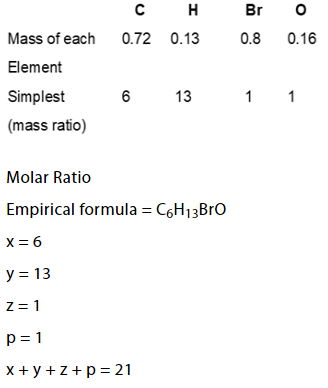 C H Br O
Mass of each 0.72 0.13 0.8 0.16
Element
Simplest 6 13 1 1
(mass ratio)
Molar Ratio
Empirical formula = C₆H₁₃BrO
x = 6
y = 13
z = 1
p = 1
x + y + z + p = 21